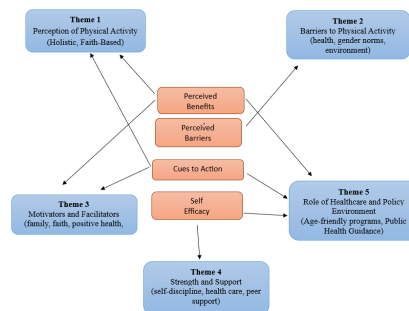 Theme 1
Perception of Physical Activity
(Holistic, Faith-Based)
Theme 2
Barriers to Physical Activity
(health, gender norms,
environment)
Perceived
Benefits
Perceived
Barriers
Cues to Action
Self
Efficacy
Theme 3
Motivators and Facilitators
(family, faith, positive health,
Theme 5
Role of Healthcare and Policy
Environment
(Age-friendly programs, Public
Health Guidance)
Theme 4
Strength and Support
(self-discipline, health care, peer
support)